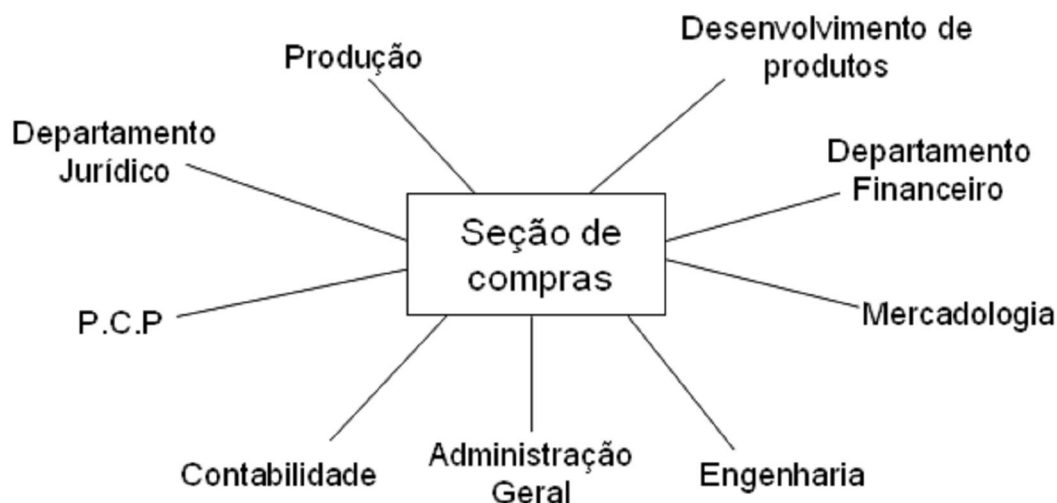 Produção
Desenvolvimento de
produtos
Departamento
Jurídico
Departamento
Financeiro
Seção de
compras
P.C.P
Mercadologia
Contabilidade
Administração
Geral
Engenharia